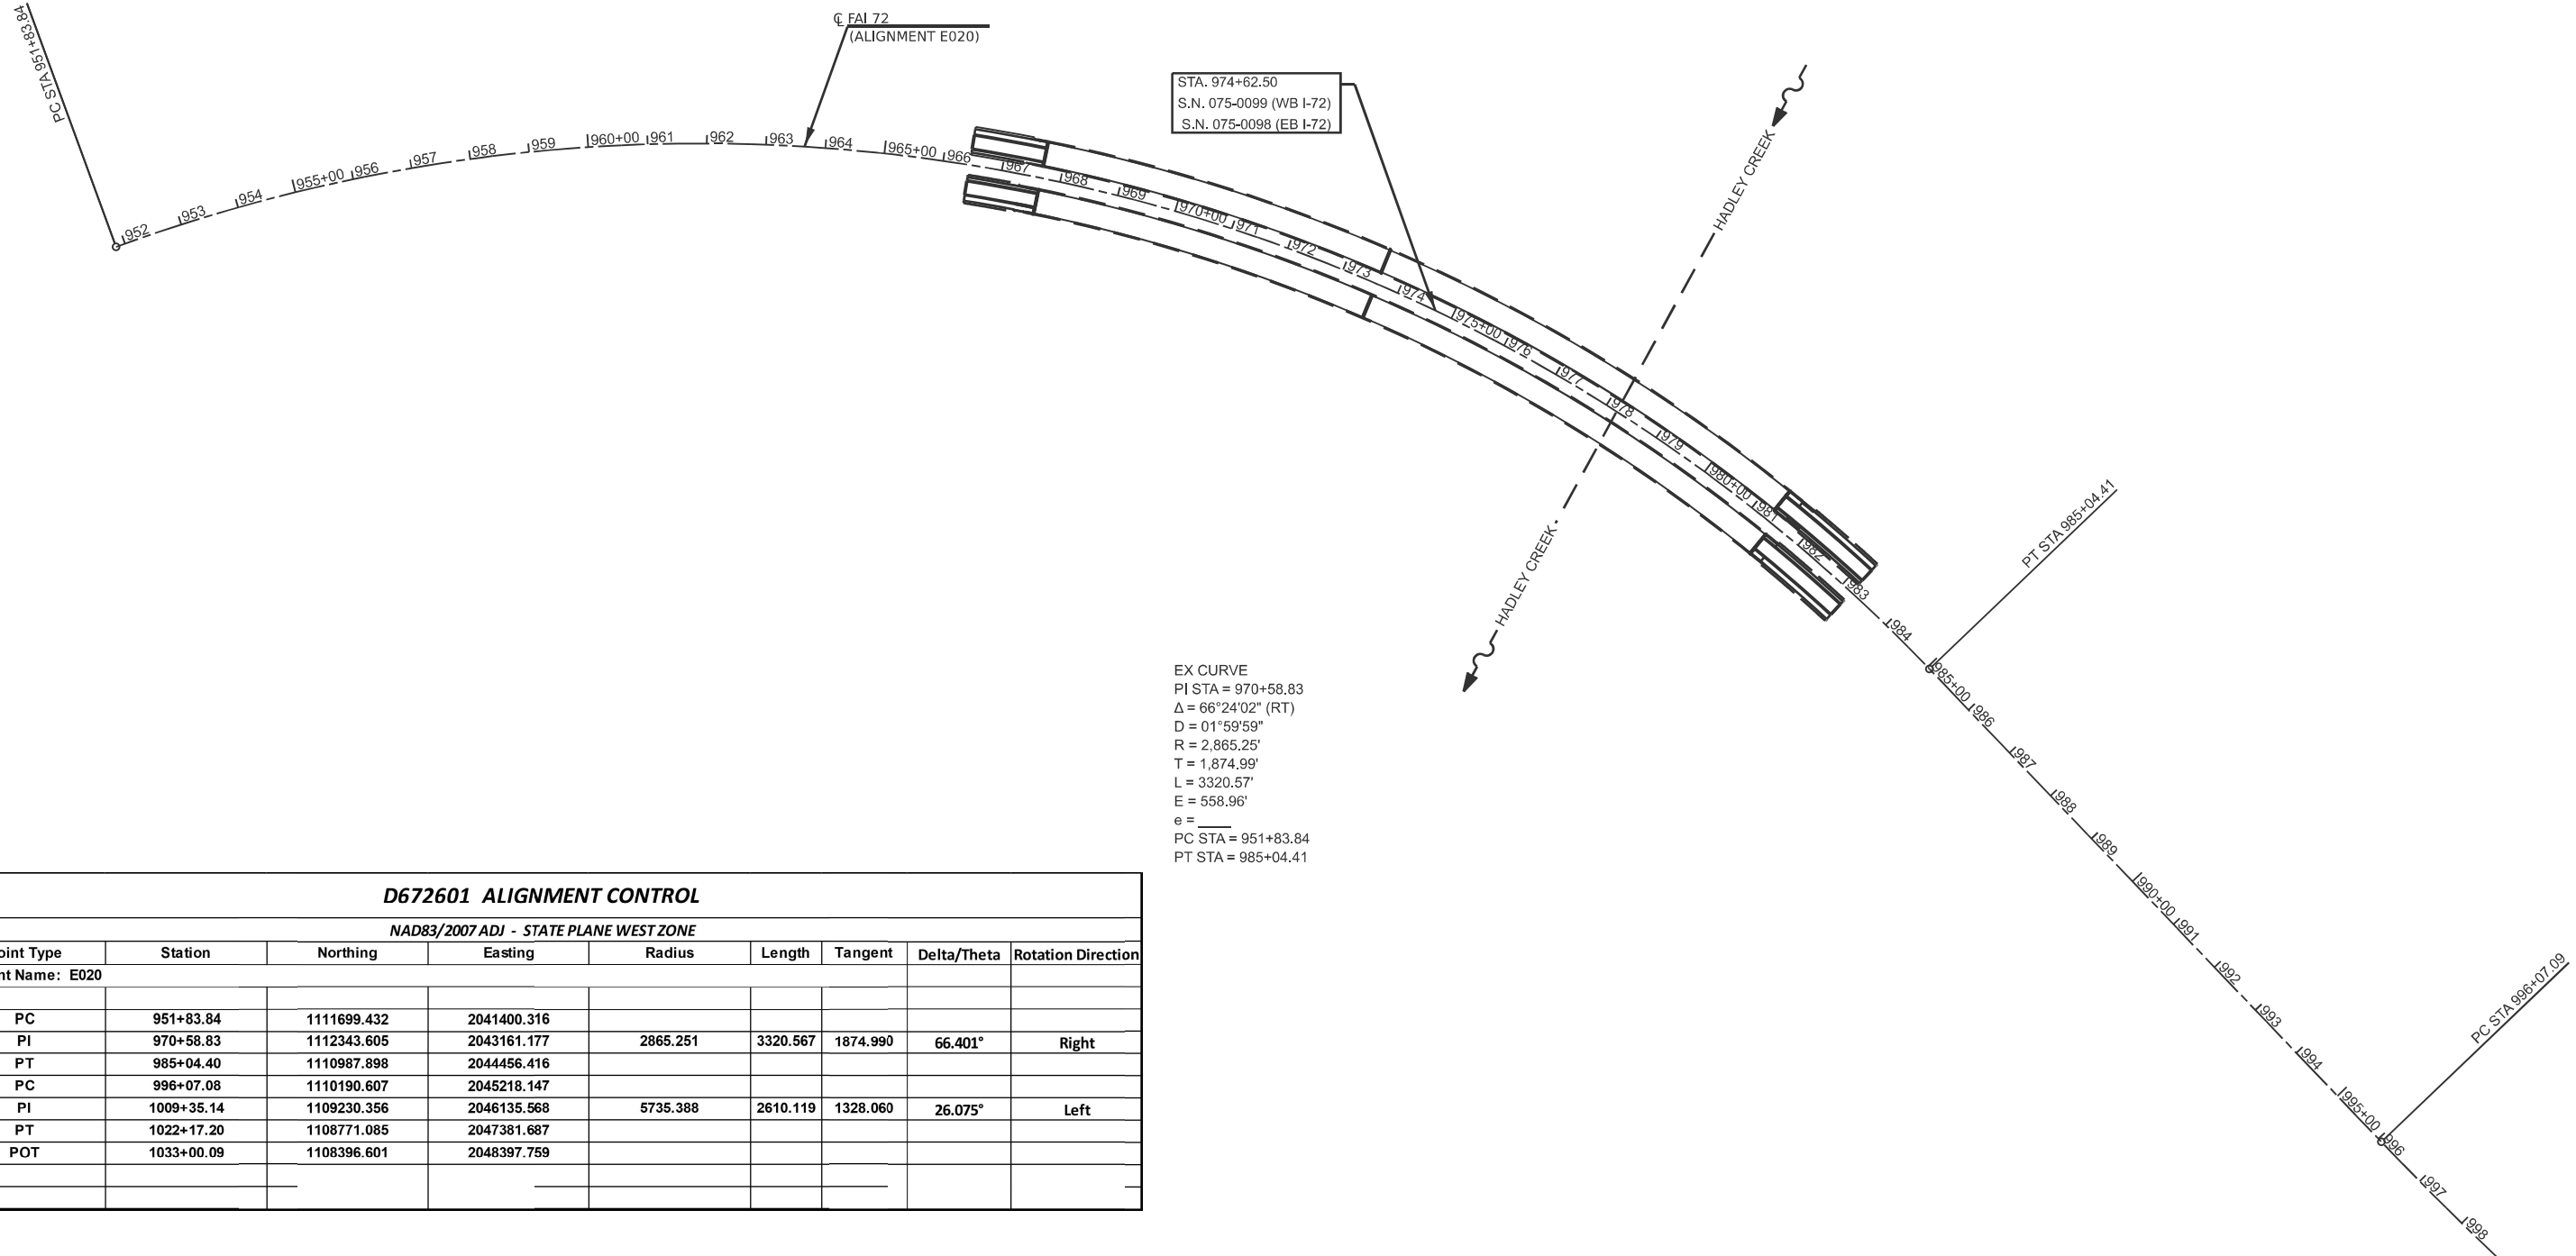 PC STA 951+83.84
℄ FAI 72
(ALIGNMENT E020)
STA. 974+62.50
S.N. 075-0099 (WB I-72)
S.N. 075-0098 (EB I-72)
HADLEY CREEK
952
953
954
955+00
956
957
958
959
960+00
961
962
963
964
965+00
966
967
968
969
970+00
971
972
973
974
975+00
976
977
978
979
980+00
981
982
983
984
985+00
986
987
988
989
990+00
991
992
993
994
995+00
996
997
998
PT STA 985+04.41
HADLEY CREEK
PC STA 996+07.09
EX CURVE
PI STA = 970+58.83
Δ = 66°24'02" (RT)
D = 01°59'59"
R = 2,865.25'
T = 1,874.99'
L = 3320.57'
E = 558.96'
e = ____
PC STA = 951+83.84
PT STA = 985+04.41
D672601 ALIGNMENT CONTROL
NAD83/2007 ADJ - STATE PLANE WEST ZONE
oint Type Station Northing Easting Radius Length Tangent Delta/Theta Rotation Direction
nt Name: E020
PC 951+83.84 1111699.432 2041400.316
PI 970+58.83 1112343.605 2043161.177 2865.251 3320.567 1874.990 66.401° Right
PT 985+04.40 1110987.898 2044456.416
PC 996+07.08 1110190.607 2045218.147
PI 1009+35.14 1109230.356 2046135.568 5735.388 2610.119 1328.060 26.075° Left
PT 1022+17.20 1108771.085 2047381.687
POT 1033+00.09 1108396.601 2048397.759